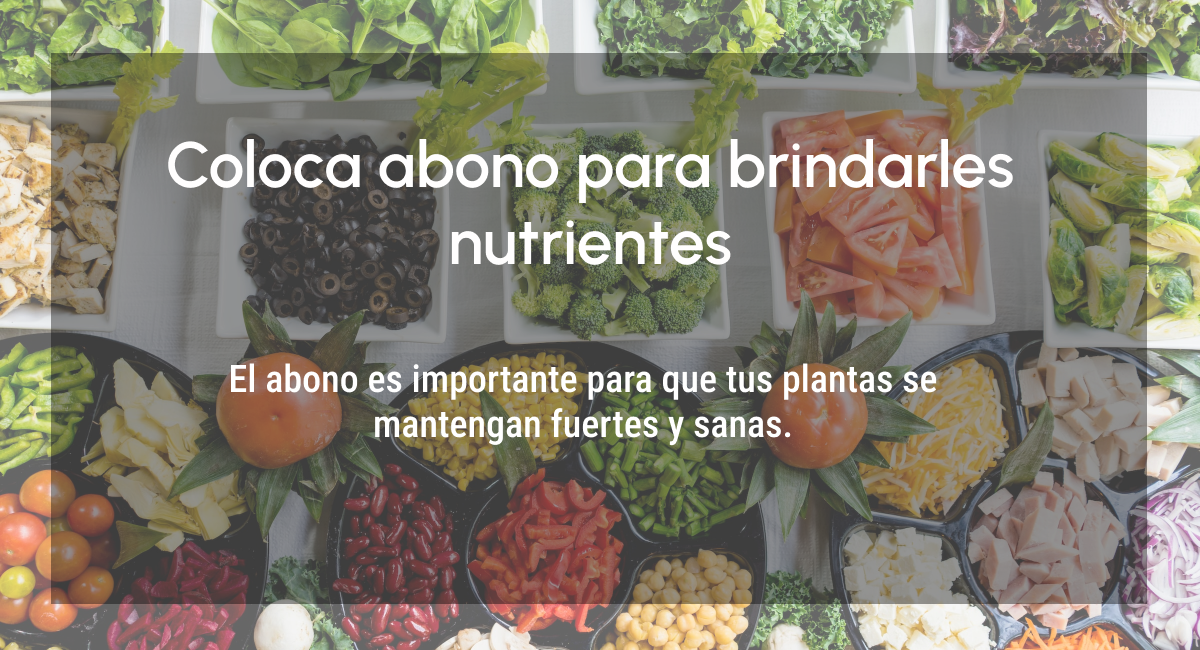 Coloca abono para brindarles
nutrientes
El abono es importante para que tus plantas se
mantengan fuertes y sanas.